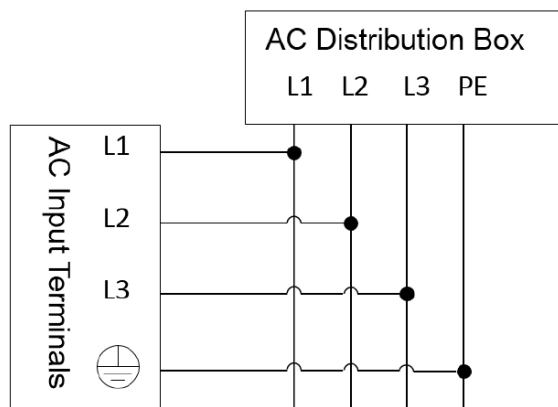 AC Distribution Box
L1 L2 L3 PE
AC Input Terminals
L1
L2
L3